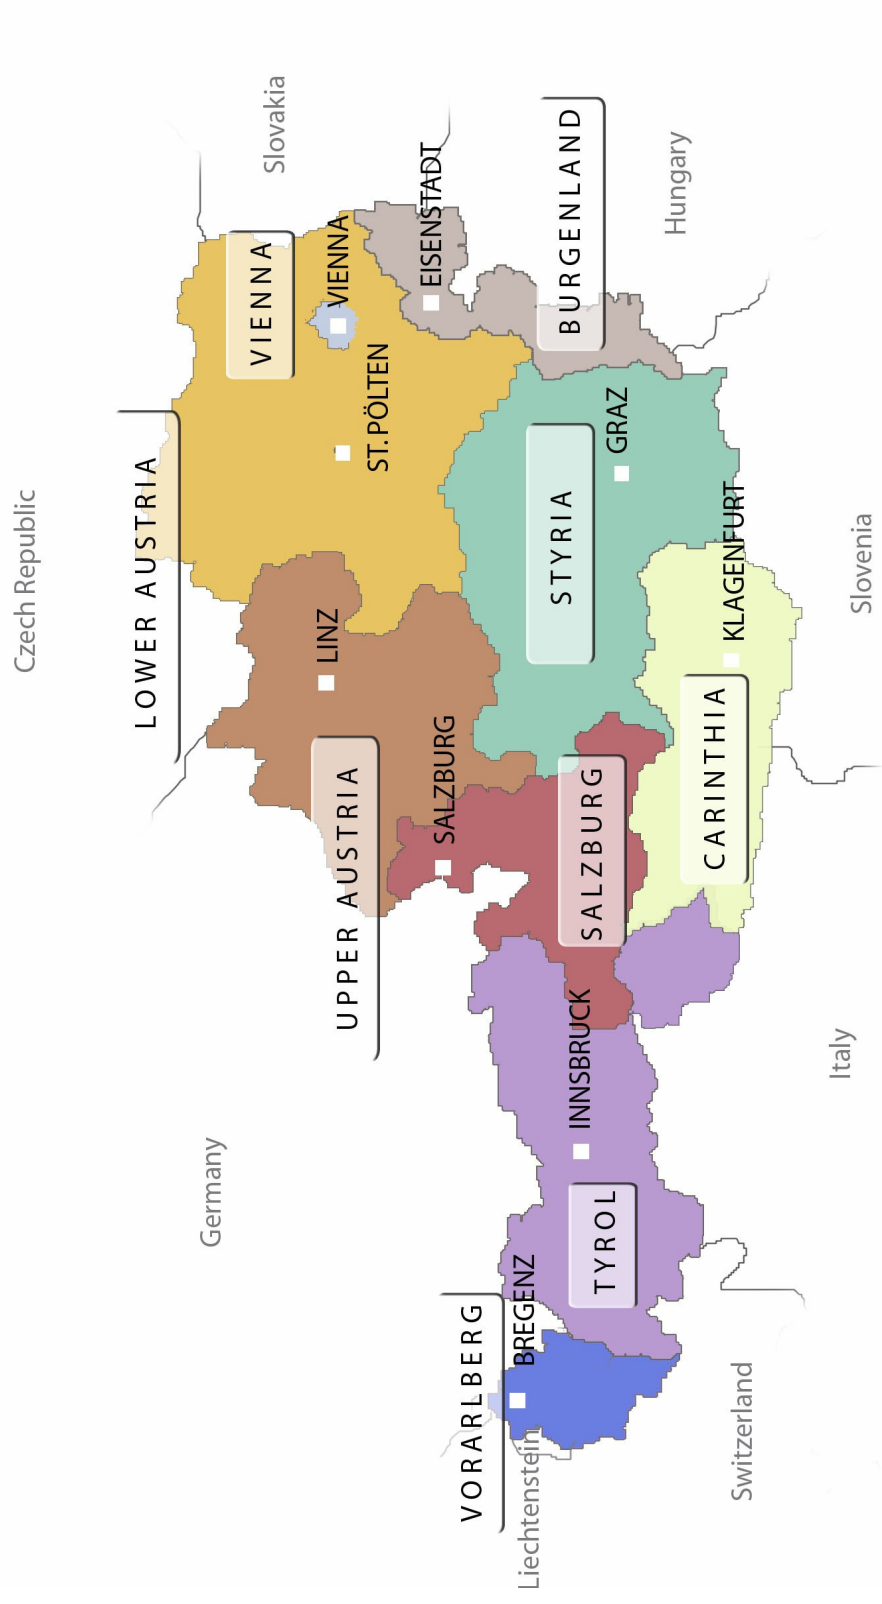 Czech Republic
Slovakia
Germany
LOWER AUSTRIA
VIENNA
VIENNA
UPPER AUSTRIA
LINZ
ST. PÖLTEN
EISENSTADT
SALZBURG
VORARLBERG
BREGENZ
Liechtenstein
BURGENLAND
STYRIA
GRAZ
SALZBURG
INNSBRUCK
TYROL
Hungary
KLAGENFURT
CARINTHIA
Switzerland
Italy
Slovenia